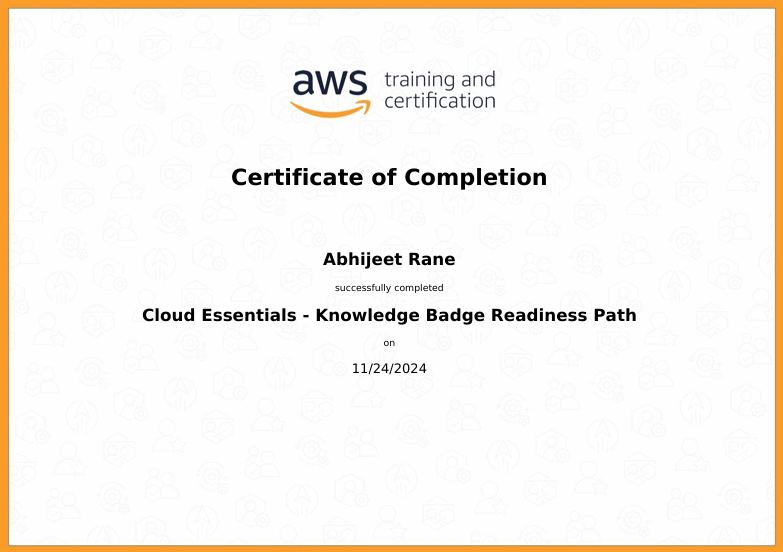 aws training and
certification
Certificate of Completion
Abhijeet Rane
successfully completed
Cloud Essentials - Knowledge Badge Readiness Path
on
11/24/2024